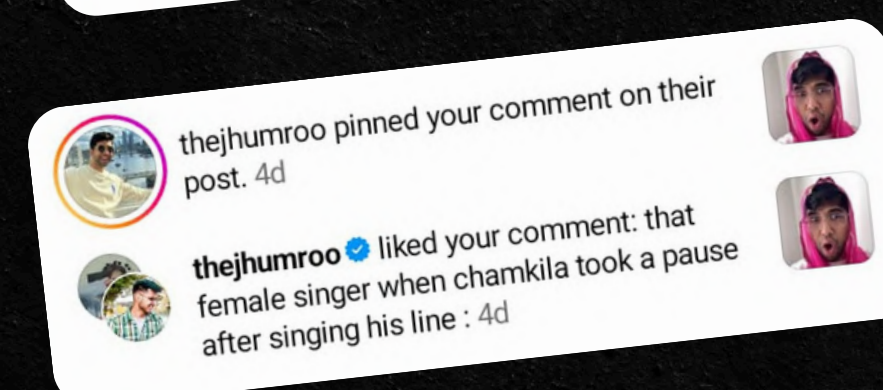 thejhumroo pinned your comment on their
post. 4d
thejhumroo liked your comment: that
female singer when chamkila took a pause
after singing his line : 4d